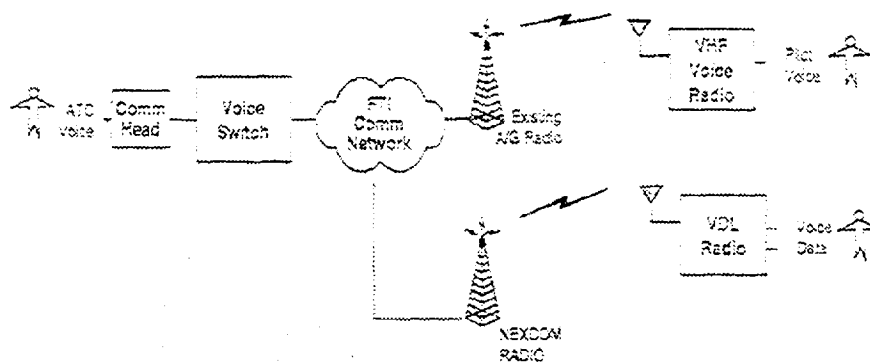 ATC
Voice
Comm
Head
Voice
Switch
Comm
Network
Existing
A/G Radio
VHF
Voice
Radio
Pilot
Voice
NEXCOM
RADIO
VDL
Radio
Voice
Data